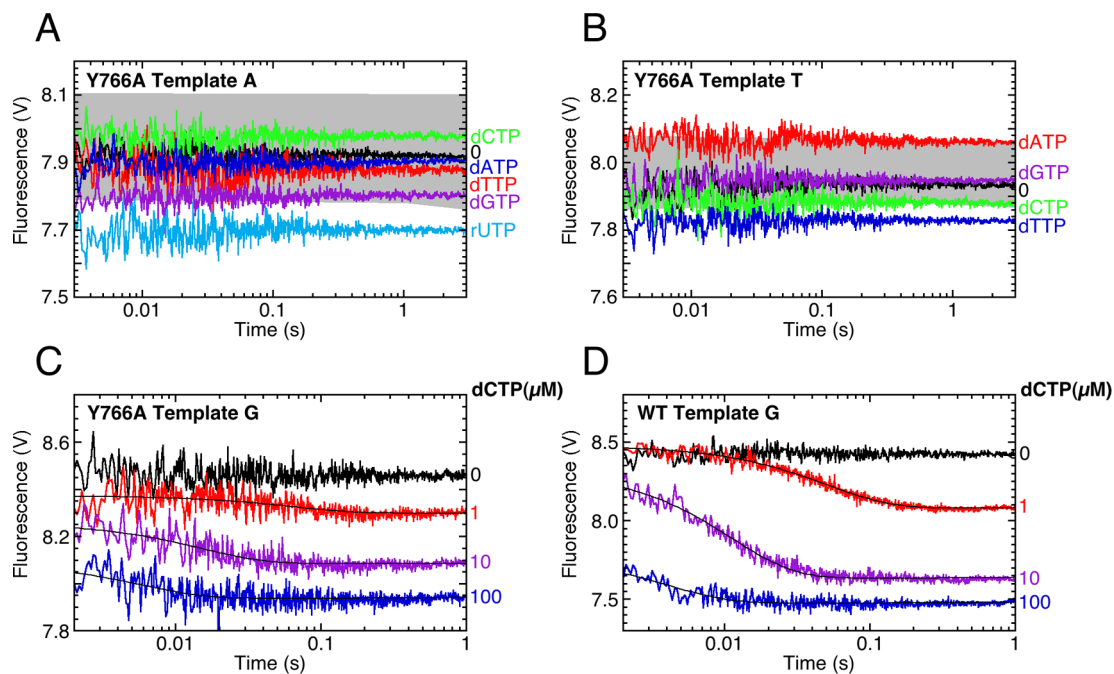 A
Y766A Template A
Fluorescence (V)
8.1
7.9
7.7
7.5
dCTP
0
dATP
dTTP
dGTP
rUTP
0.01
0.1
1
Time (s)
B
Y766A Template T
Fluorescence (V)
8.2
8.0
7.8
7.6
dATP
dGTP
0
dCTP
dTTP
0.01
0.1
1
Time (s)
C
dCTP(µM)
Y766A Template G
Fluorescence (V)
8.6
8.2
7.8
0
1
10
100
0.01
0.1
1
Time (s)
D
dCTP(µM)
WT Template G
Fluorescence (V)
8.5
8.0
7.5
0
1
10
100
0.01
0.1
1
Time (s)